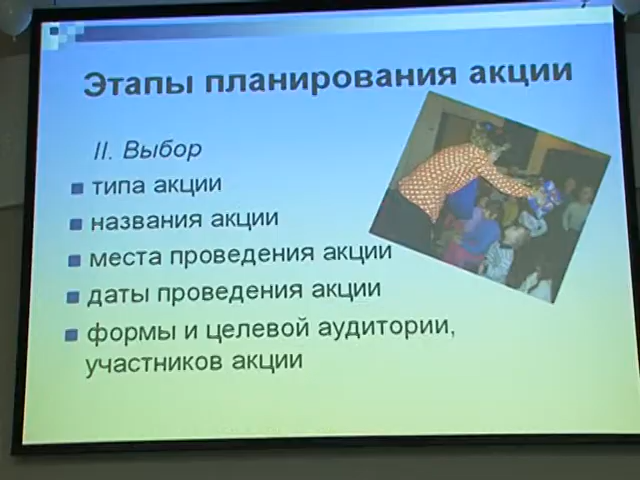 Этапы планирования акции
II. Выбор
типа акции
названия акции
места проведения акции
даты проведения акции
формы и целевой аудитории,
участников акции